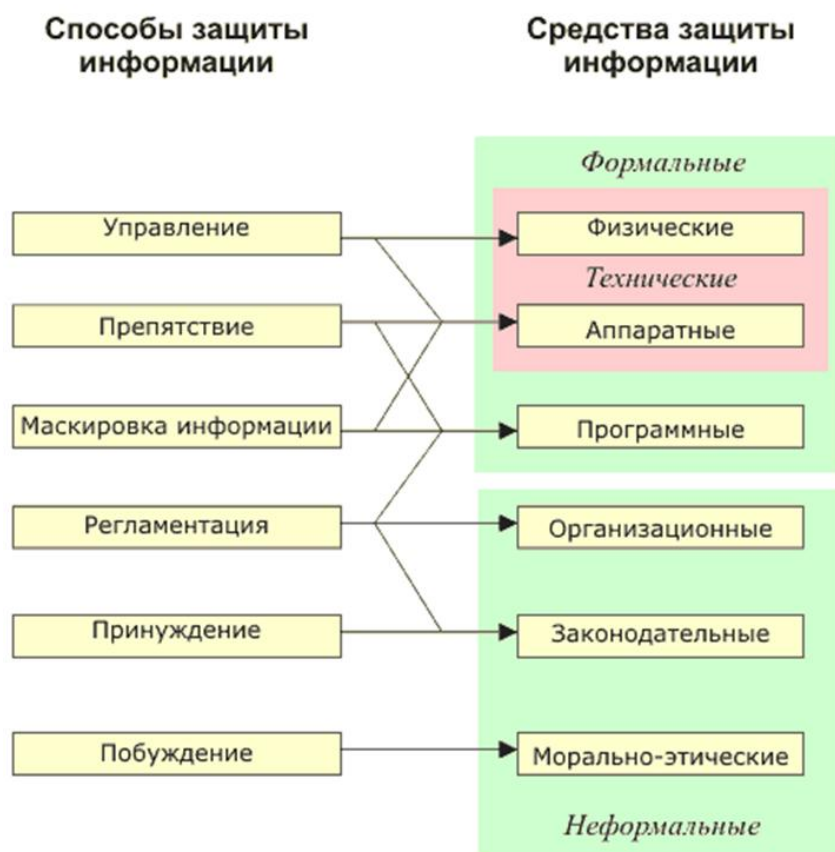 Способы защиты
информации
Средства защиты
информации
Формальные
Управление
Физические
Технические
Препятствие
Аппаратные
Маскировка информации
Программные
Регламентация
Организационные
Принуждение
Законодательные
Побуждение
Морально-этические
Неформальные